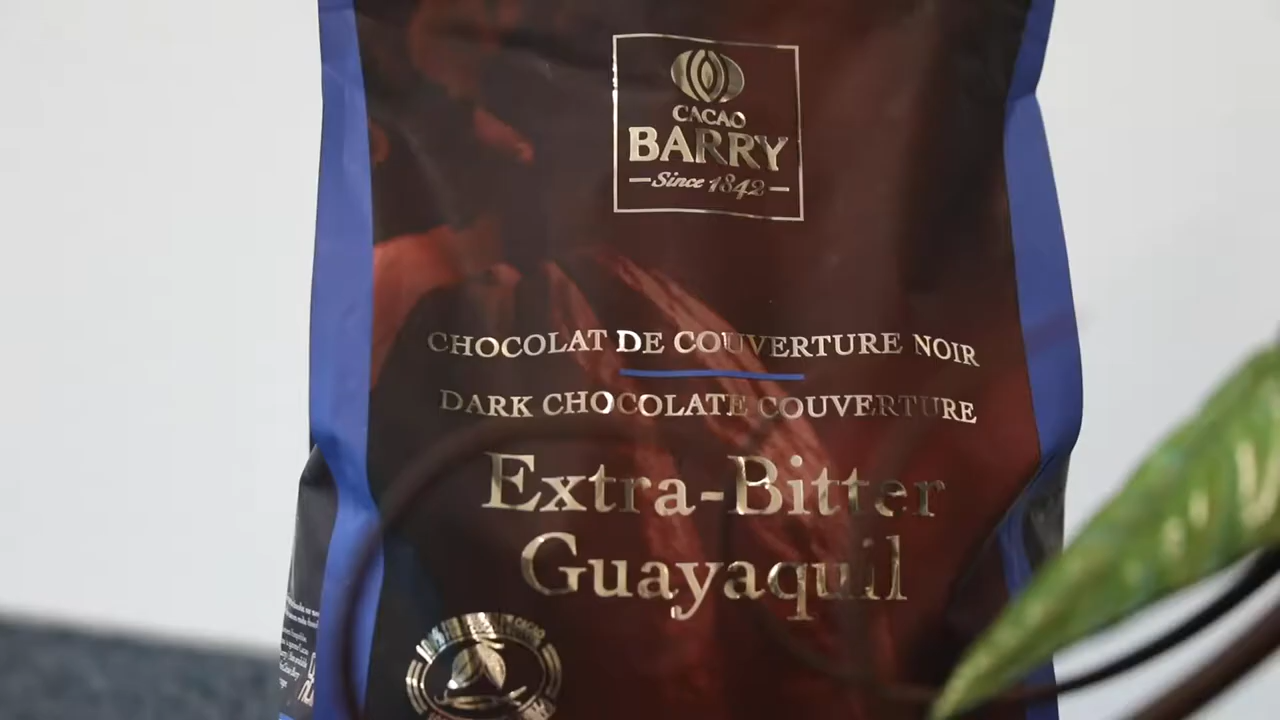 CACAO
BARRY
Since 1842
CHOCOLAT DE COUVERTURE NOIR
DARK CHOCOLATE COUVERTURE
Extra-Bitter
Guayaquil